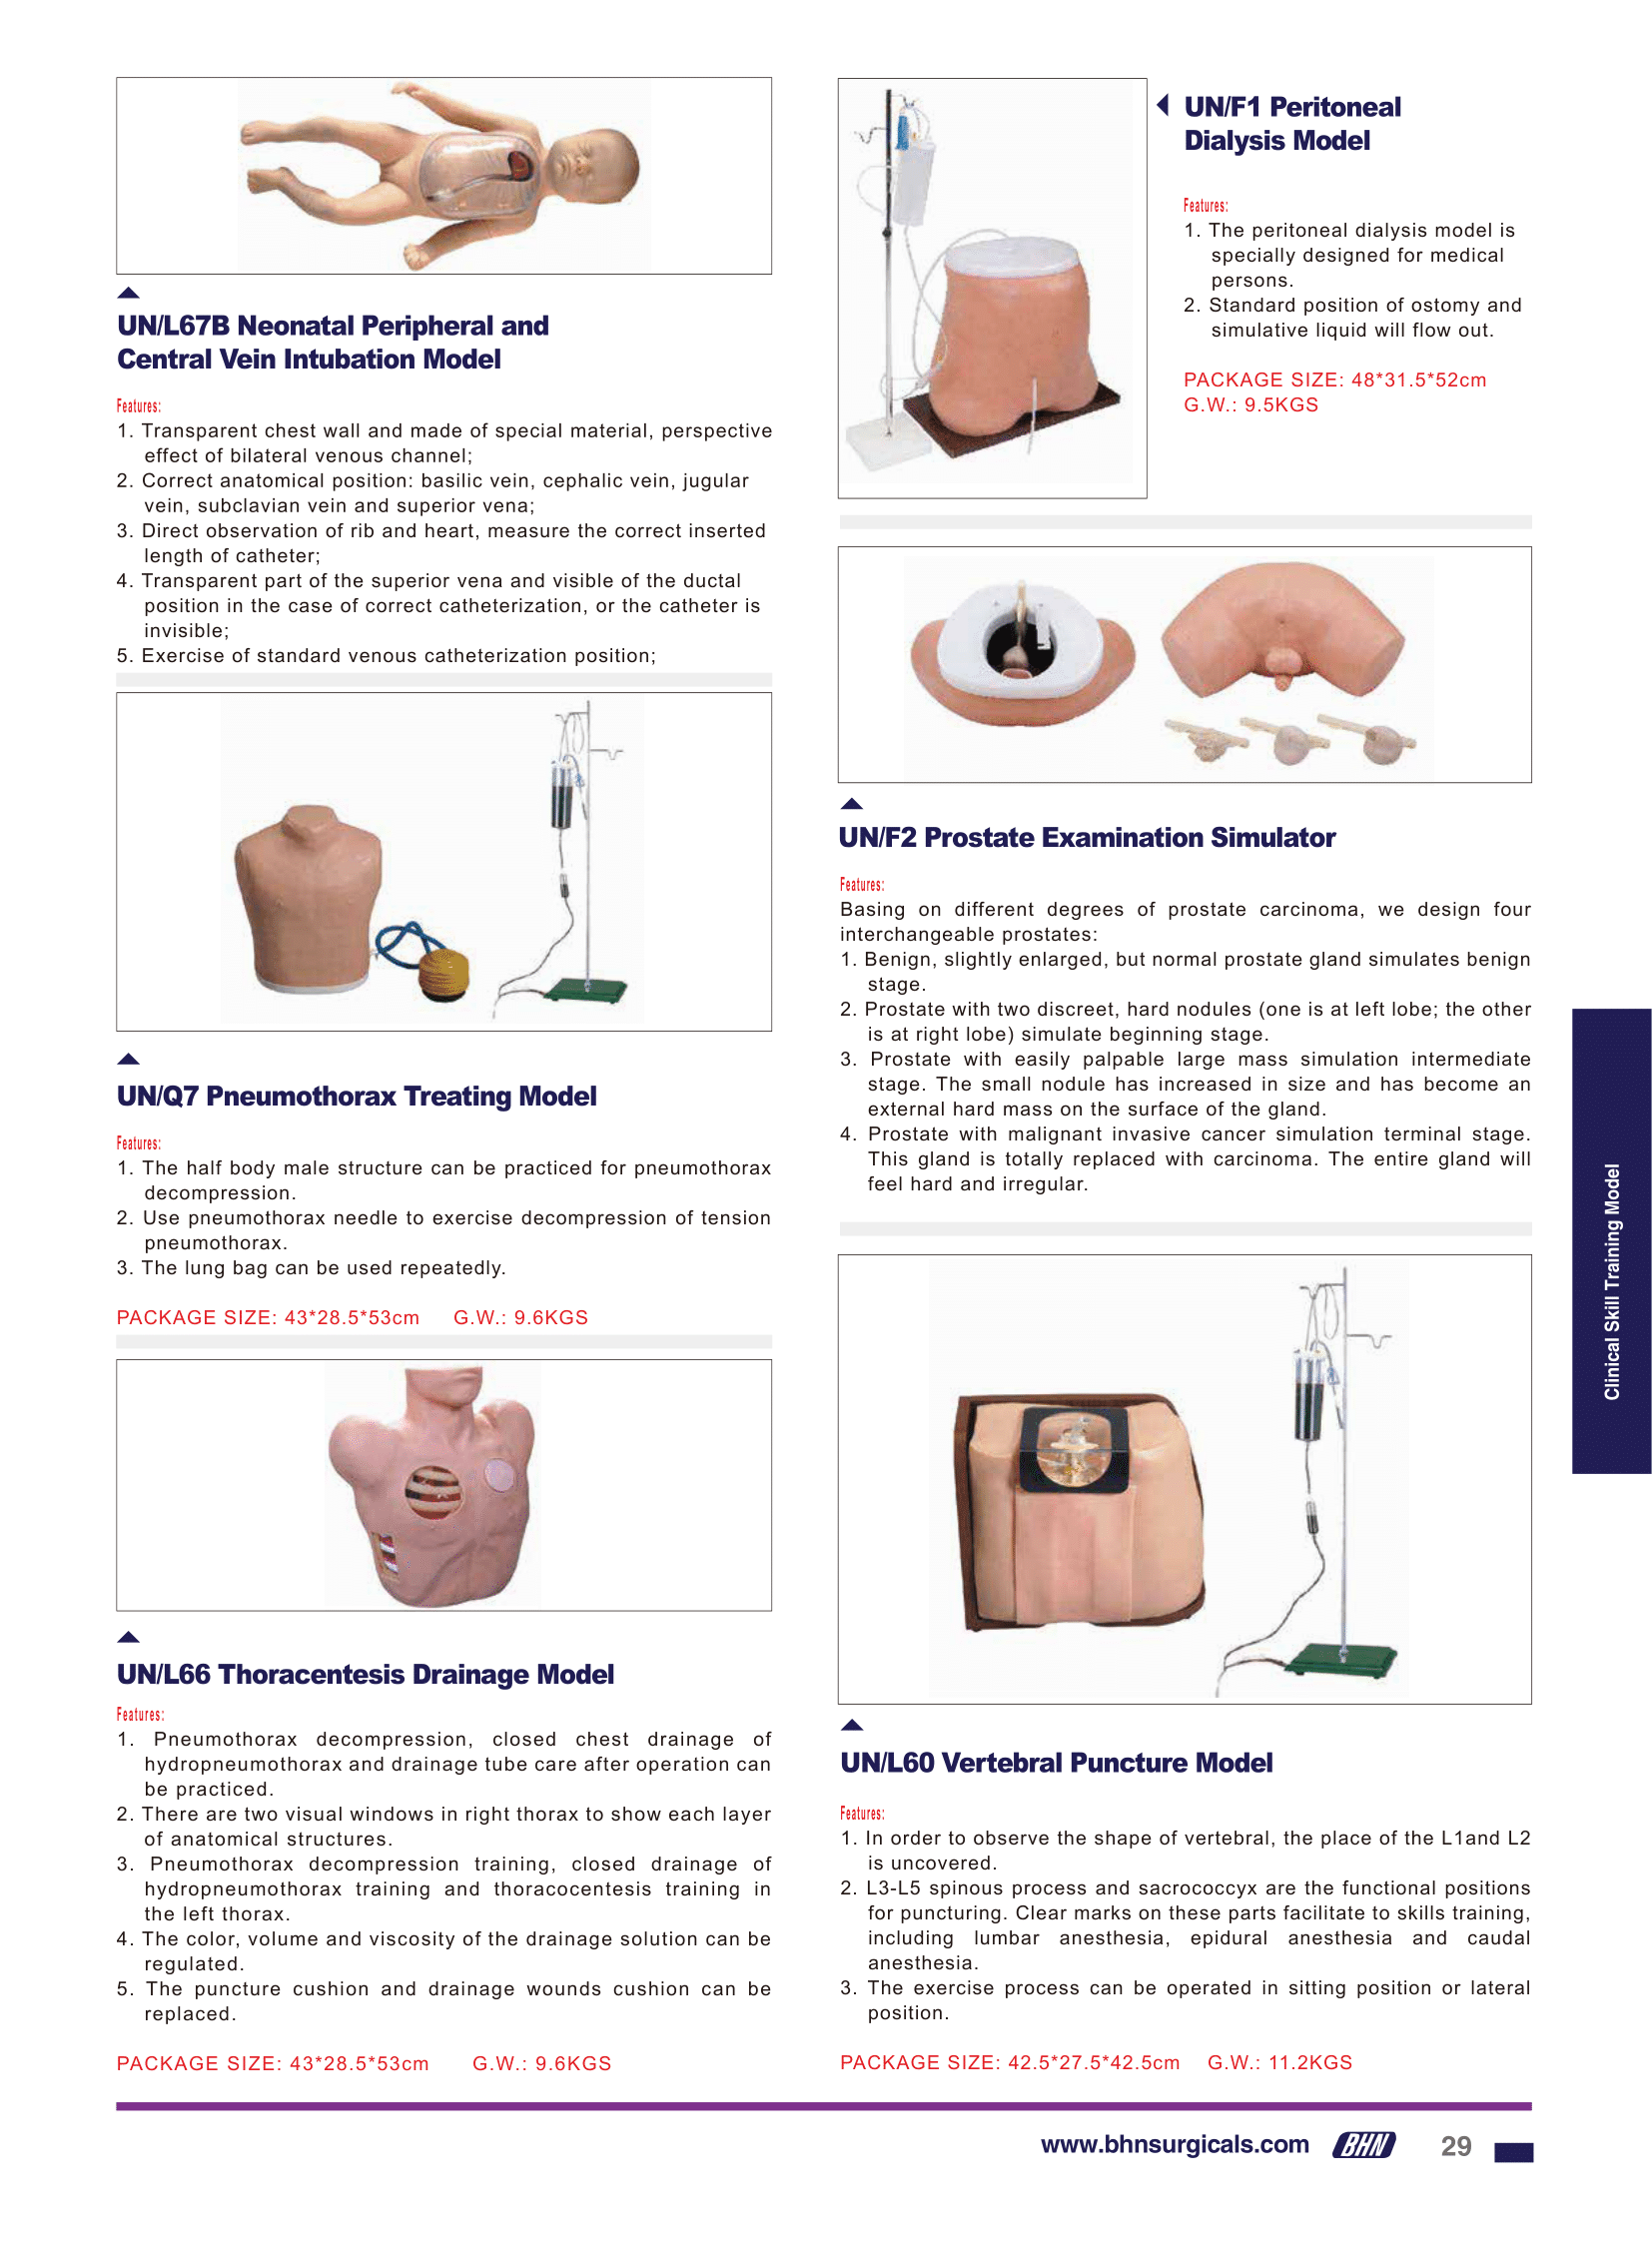 UN/L67B Neonatal Peripheral and
Central Vein Intubation Model
Features:
1. Transparent chest wall and made of special material, perspective
effect of bilateral venous channel;
2. Correct anatomical position: basilic vein, cephalic vein, jugular
vein, subclavian vein and superior vena;
3. Direct observation of rib and heart, measure the correct inserted
length of catheter;
4. Transparent part of the superior vena and visible of the ductal
position in the case of correct catheterization, or the catheter is
invisible;
5. Exercise of standard venous catheterization position;
UN/Q7 Pneumothorax Treating Model
Features:
1. The half body male structure can be practiced for pneumothorax
decompression.
2. Use pneumothorax needle to exercise decompression of tension
pneumothorax.
3. The lung bag can be used repeatedly.
PACKAGE SIZE: 43*28.5*53cm G.W.: 9.6KGS
UN/L66 Thoracentesis Drainage Model
Features:
1. Pneumothorax decompression, closed chest drainage of
hydropneumothorax and drainage tube care after operation can
be practiced.
2. There are two visual windows in right thorax to show each layer
of anatomical structures.
3. Pneumothorax decompression training, closed drainage of
hydropneumothorax training and thoracocentesis training in
the left thorax.
4. The color, volume and viscosity of the drainage solution can be
regulated.
5. The puncture cushion and drainage wounds cushion can be
replaced.
PACKAGE SIZE: 43*28.5*53cm G.W.: 9.6KGS
UN/F1 Peritoneal
Dialysis Model
Features:
1. The peritoneal dialysis model is
specially designed for medical
persons.
2. Standard position of ostomy and
simulative liquid will flow out.
PACKAGE SIZE: 48*31.5*52cm
G.W.: 9.5KGS
UN/F2 Prostate Examination Simulator
Features:
Basing on different degrees of prostate carcinoma, we design four
interchangeable prostates:
1. Benign, slightly enlarged, but normal prostate gland simulates benign
stage.
2. Prostate with two discreet, hard nodules (one is at left lobe; the other
is at right lobe) simulate beginning stage.
3. Prostate with easily palpable large mass simulation intermediate
stage. The small nodule has increased in size and has become an
external hard mass on the surface of the gland.
4. Prostate with malignant invasive cancer simulation terminal stage.
This gland is totally replaced with carcinoma. The entire gland will
feel hard and irregular.
UN/L60 Vertebral Puncture Model
Features:
1. In order to observe the shape of vertebral, the place of the L1and L2
is uncovered.
2. L3-L5 spinous process and sacrococcyx are the functional positions
for puncturing. Clear marks on these parts facilitate to skills training,
including lumbar anesthesia, epidural anesthesia and caudal
anesthesia.
3. The exercise process can be operated in sitting position or lateral
position.
PACKAGE SIZE: 42.5*27.5*42.5cm G.W.: 11.2KGS
Clinical Skill Training Model
www.bhnsurgicals.com BHN 29